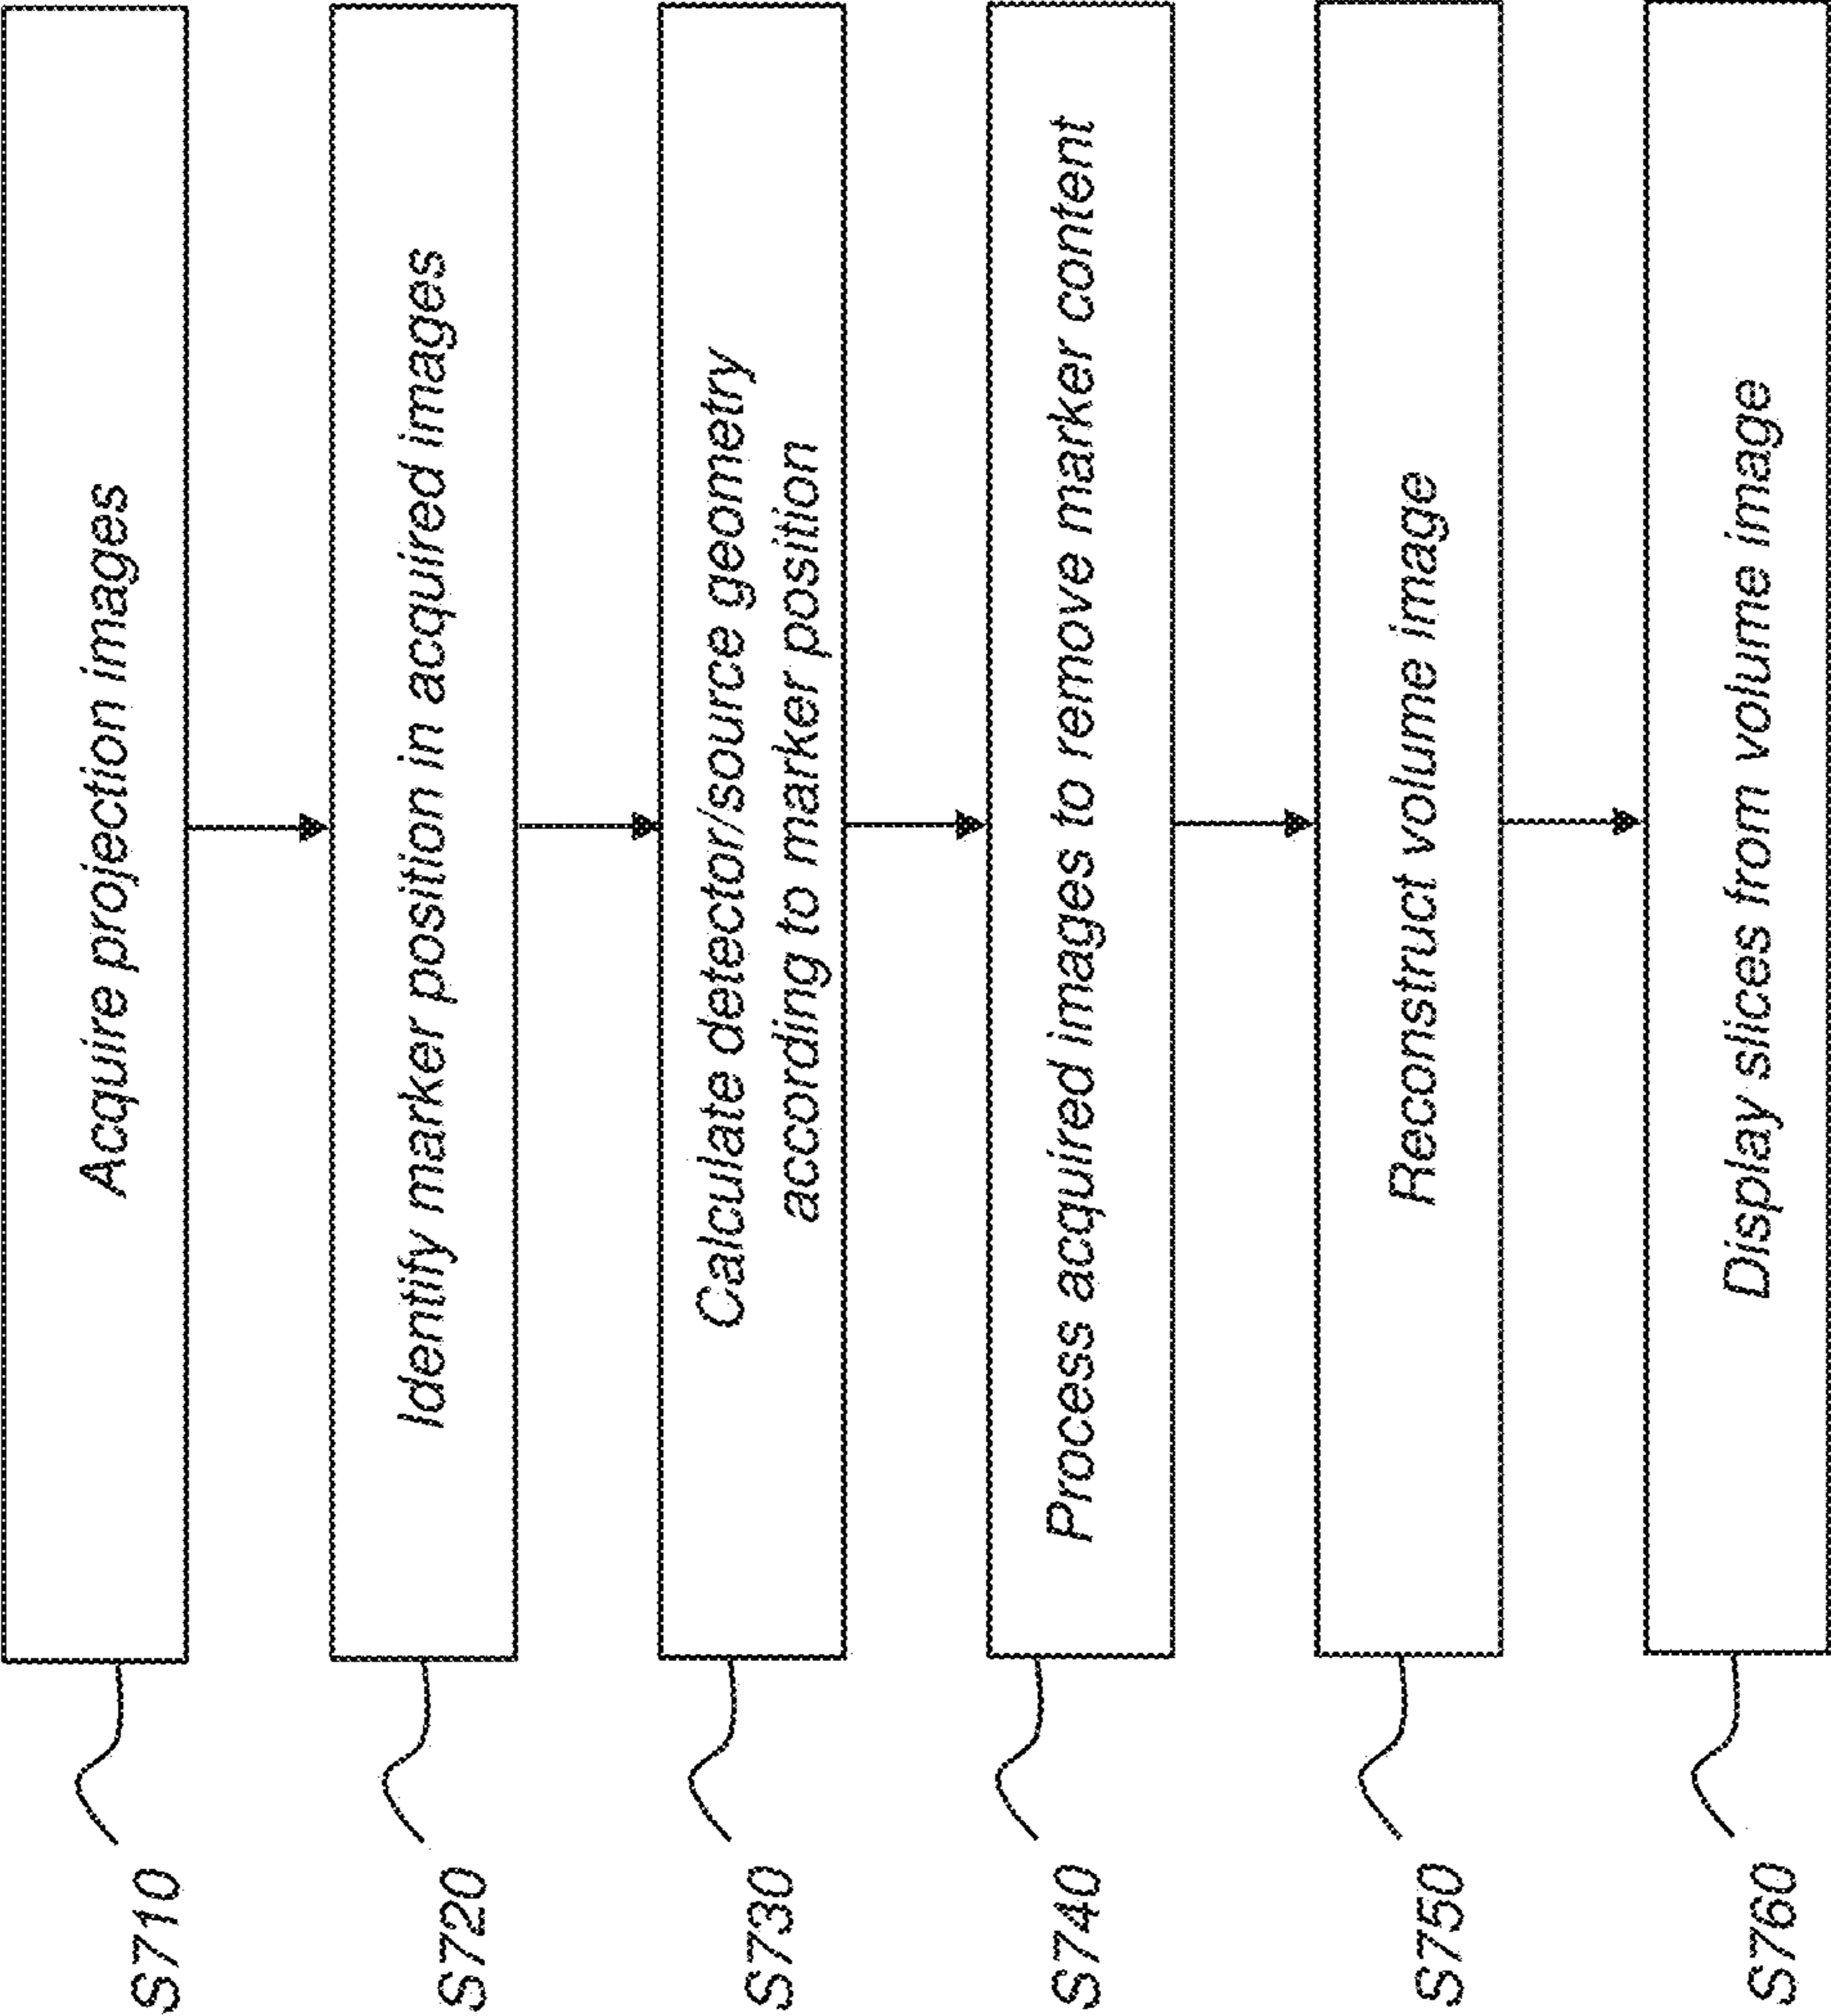 S710
Acquire projection images
S720
Identify marker position in acquired images
S730
Calculate detector/source geometry
according to marker position
S740
Process acquired images to remove marker content
S750
Reconstruct volume image
S760
Display slices from volume image